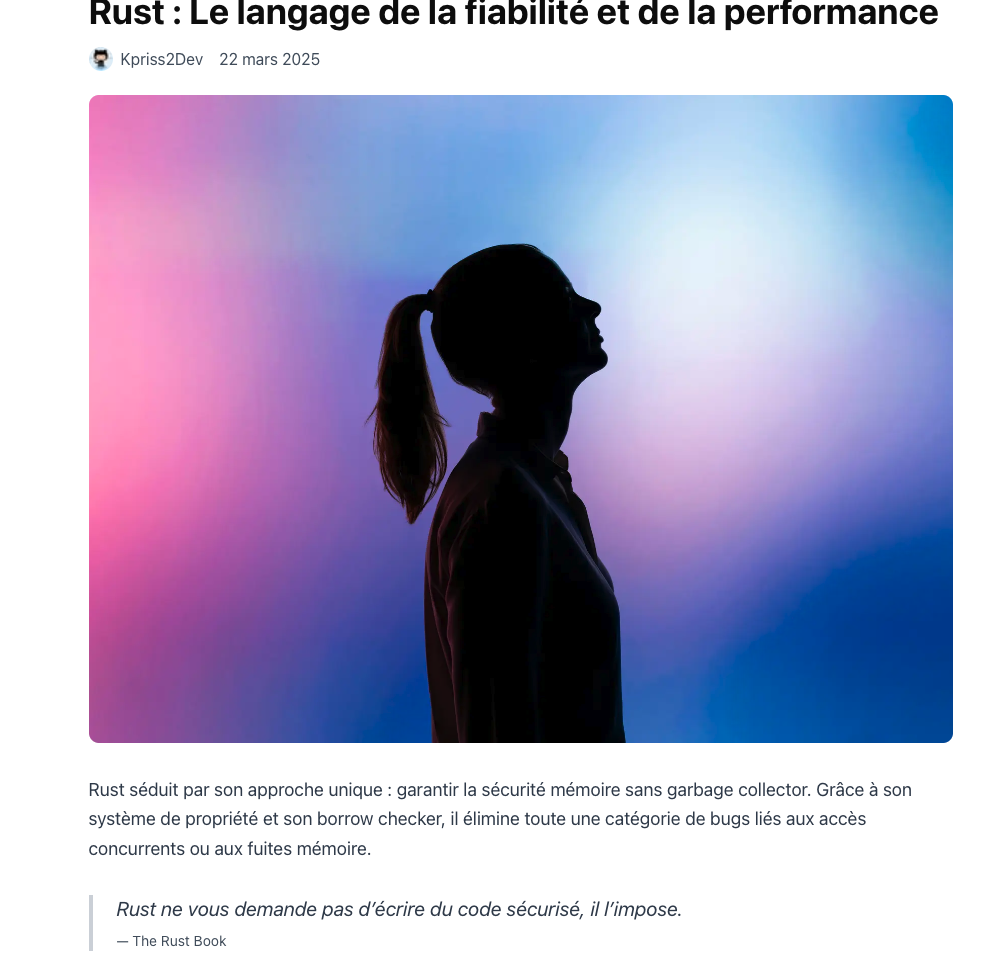 Rust : Le langage de la fiabilité et de la performance
Kpriss2Dev 22 mars 2025
Rust séduit par son approche unique : garantir la sécurité mémoire sans garbage collector. Grâce à son
système de propriété et son borrow checker, il élimine toute une catégorie de bugs liés aux accès
concurrents ou aux fuites mémoire.
Rust ne vous demande pas d’écrire du code sécurisé, il l’impose.
— The Rust Book